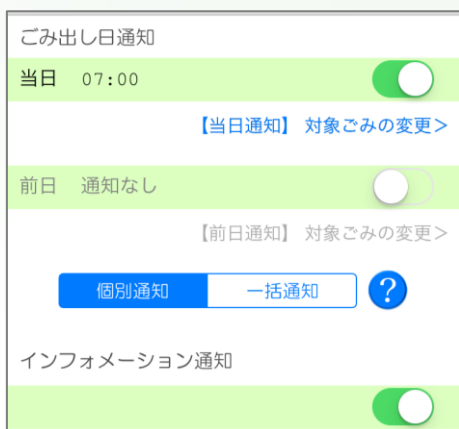 ごみ出し日通知
当日 07:00
【当日通知】 対象ごみの変更>
前日 通知なし
【前日通知】 対象ごみの変更>
個別通知 一括通知 ?
インフォメーション通知